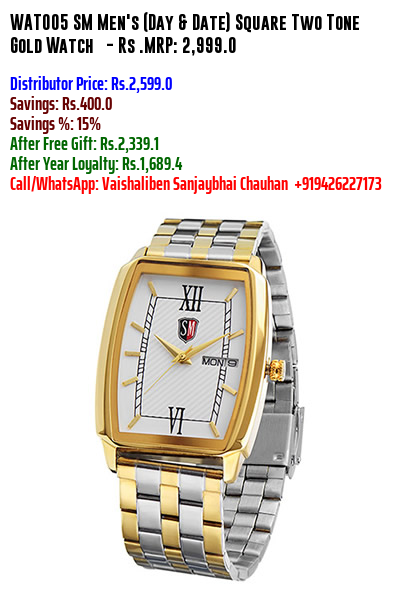 WAT005 SM Men's (Day & Date) Square Two Tone
Gold Watch - Rs .MRP: 2,999.0
Distributor Price: Rs.2,599.0
Savings: Rs.400.0
Savings %: 15%
After Free Gift: Rs.2,339.1
After Year Loyalty: Rs.1,689.4
Call/WhatsApp: Vaishaliben Sanjaybhai Chauhan +919426227173
XII
SM
MON 9
VI